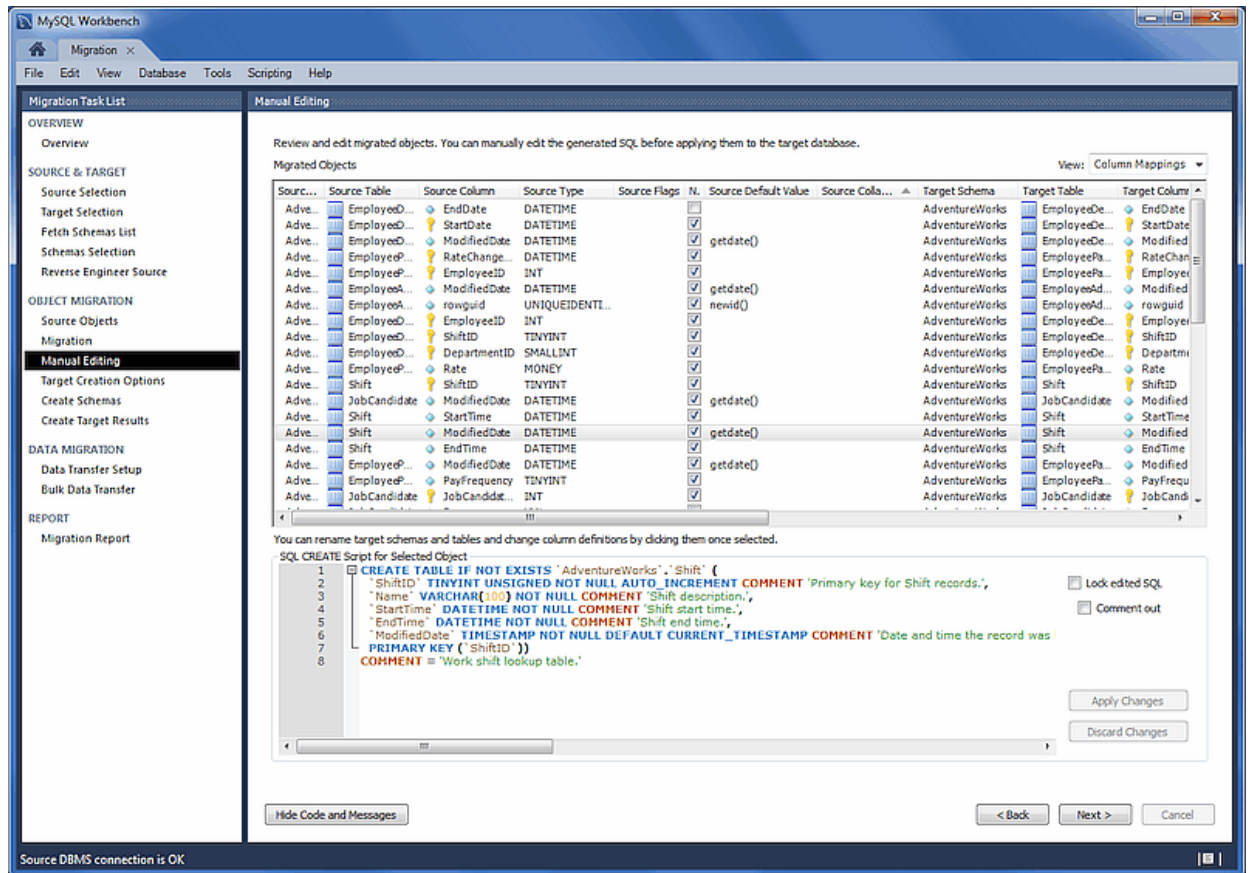 MySQL Workbench
Migration
File Edit View Database Tools Scripting Help
Migration Task List
OVERVIEW
Overview
SOURCE & TARGET
Source Selection
Target Selection
Fetch Schemas List
Schemas Selection
Reverse Engineer Source
OBJECT MIGRATION
Source Objects
Migration
Manual Editing
Target Creation Options
Create Schemas
Create Target Results
DATA MIGRATION
Data Transfer Setup
Bulk Data Transfer
REPORT
Migration Report
Manual Editing
Review and edit migrated objects. You can manually edit the generated SQL before applying them to the target database.
Migrated Objects View: Column Mappings
Sourc... Source Table Source Column Source Type Source Flags N. Source Default Value Source Colla... Target Schema Target Table Target Column
Adve... EmployeeD... EndDate DATETIME AdventureWorks EmployeeDe... EndDate
Adve... EmployeeD... StartDate DATETIME AdventureWorks EmployeeDe... StartDate
Adve... EmployeeD... ModifiedDate DATETIME getdate() AdventureWorks EmployeeDe... Modified
Adve... EmployeeP... RateChange... DATETIME AdventureWorks EmployeePa... RateChan
Adve... EmployeeP... EmployeeID INT AdventureWorks EmployeePa... Employee
Adve... EmployeeA... ModifiedDate DATETIME getdate() AdventureWorks EmployeeAd... Modified
Adve... EmployeeA... rowguid UNIQUEIDENTI... newid() AdventureWorks EmployeeAd... rowguid
Adve... EmployeeD... EmployeeID INT AdventureWorks EmployeeDe... Employee
Adve... EmployeeD... ShiftID TINYINT AdventureWorks EmployeeDe... ShiftID
Adve... EmployeeD... DepartmentID SMALLINT AdventureWorks EmployeeDe... Departme
Adve... EmployeeP... Rate MONEY AdventureWorks EmployeePa... Rate
Adve... Shift ShiftID TINYINT AdventureWorks Shift ShiftID
Adve... JobCandidate ModifiedDate DATETIME getdate() AdventureWorks JobCandidate Modified
Adve... Shift StartTime DATETIME AdventureWorks Shift StartTime
Adve... Shift ModifiedDate DATETIME getdate() AdventureWorks Shift Modified
Adve... Shift EndTime DATETIME AdventureWorks Shift EndTime
Adve... EmployeeP... ModifiedDate DATETIME getdate() AdventureWorks EmployeePa... Modified
Adve... EmployeeP... PayFrequency TINYINT AdventureWorks EmployeePa... PayFrequ
Adve... JobCandidate JobCandidat... INT AdventureWorks JobCandidate JobCandi
You can rename target schemas and tables and change column definitions by clicking them once selected.
SQL CREATE Script for Selected Object
1 CREATE TABLE IF NOT EXISTS `AdventureWorks`.`Shift` (
2 `ShiftID` TINYINT UNSIGNED NOT NULL AUTO_INCREMENT COMMENT 'Primary key for Shift records.',
3 `Name` VARCHAR(100) NOT NULL COMMENT 'Shift description.',
4 `StartTime` DATETIME NOT NULL COMMENT 'Shift start time.',
5 `EndTime` DATETIME NOT NULL COMMENT 'Shift end time.',
6 `ModifiedDate` TIMESTAMP NOT NULL DEFAULT CURRENT_TIMESTAMP COMMENT 'Date and time the record was
7 PRIMARY KEY (`ShiftID`))
8 COMMENT = 'Work shift lookup table.'
Lock edited SQL
Comment out
Apply Changes
Discard Changes
Hide Code and Messages < Back Next > Cancel
Source DBMS connection is OK